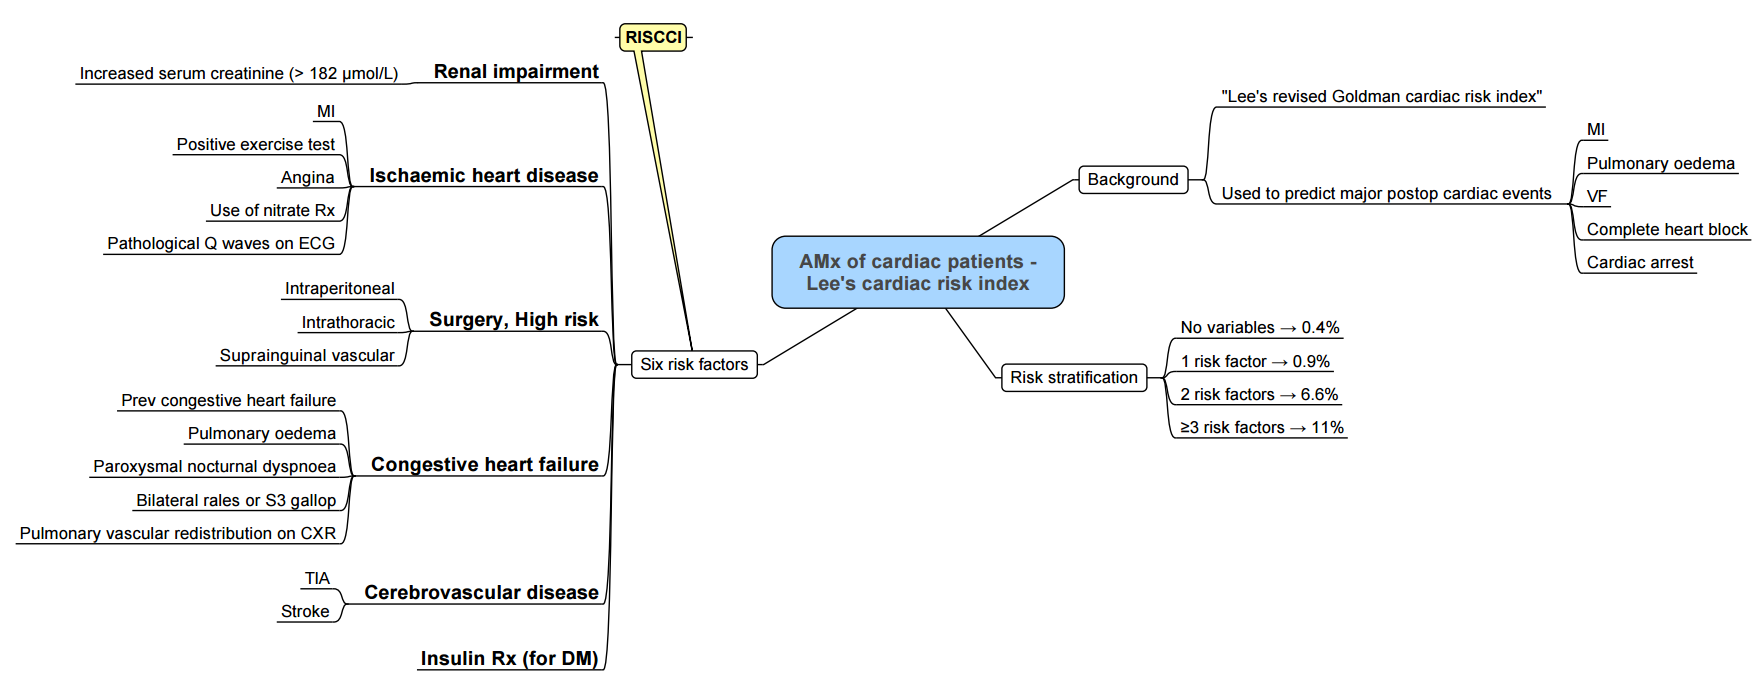 RISCCI
Increased serum creatinine (> 182 µmol/L)
Renal impairment
MI
Positive exercise test
Angina
Use of nitrate Rx
Pathological Q waves on ECG
Ischaemic heart disease
Intraperitoneal
Intrathoracic
Suprainguinal vascular
Surgery, High risk
Prev congestive heart failure
Pulmonary oedema
Paroxysmal nocturnal dyspnoea
Bilateral rales or S3 gallop
Pulmonary vascular redistribution on CXR
Congestive heart failure
TIA
Stroke
Cerebrovascular disease
Insulin Rx (for DM)
Six risk factors
AMx of cardiac patients -
Lee's cardiac risk index
Background
"Lee's revised Goldman cardiac risk index"
Used to predict major postop cardiac events
MI
Pulmonary oedema
VF
Complete heart block
Cardiac arrest
Risk stratification
No variables → 0.4%
1 risk factor → 0.9%
2 risk factors → 6.6%
≥3 risk factors → 11%